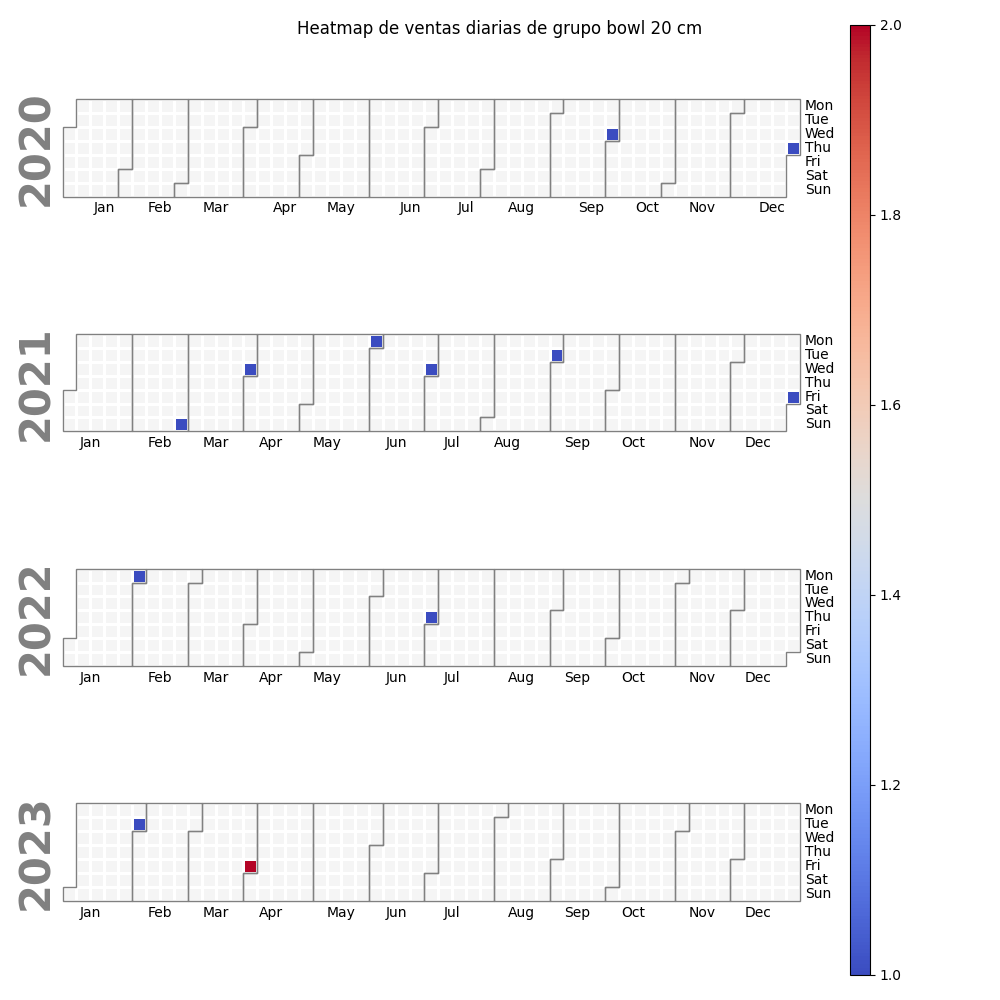 Heatmap de ventas diarias de grupo bowl 20 cm
2020
Mon
Tue
Wed
Thu
Fri
Sat
Sun
Jan Feb Mar Apr May Jun Jul Aug Sep Oct Nov Dec
2021
Mon
Tue
Wed
Thu
Fri
Sat
Sun
Jan Feb Mar Apr May Jun Jul Aug Sep Oct Nov Dec
2022
Mon
Tue
Wed
Thu
Fri
Sat
Sun
Jan Feb Mar Apr May Jun Jul Aug Sep Oct Nov Dec
2023
Mon
Tue
Wed
Thu
Fri
Sat
Sun
Jan Feb Mar Apr May Jun Jul Aug Sep Oct Nov Dec
2.0
1.8
1.6
1.4
1.2
1.0